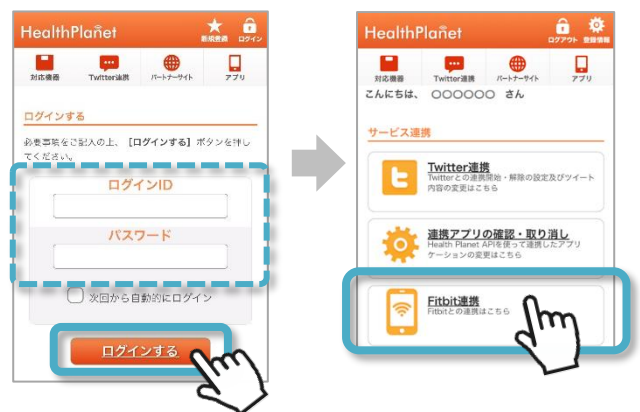 HealthPlañet
新規登録
ログイン
対応機器
Twitter連携
パートナーサイト
アプリ
ログインする
必要事項をご記入の上、【ログインする】ボタンを押し
てください。
ログインID
パスワード
次回から自動的にログイン
ログインする
HealthPlañet
ログアウト
登録情報
対応機器
Twitter連携
パートナーサイト
アプリ
こんにちは、 〇〇〇〇〇〇 さん
サービス連携
Twitter連携
Twitterとの連携開始・解除の設定及びツイート
内容の変更はこちら
連携アプリの確認・取り消し
Health Planet APIを使って連携したアプリ
ケーションの変更はこちら
Fitbit連携
Fitbitとの連携はこちら